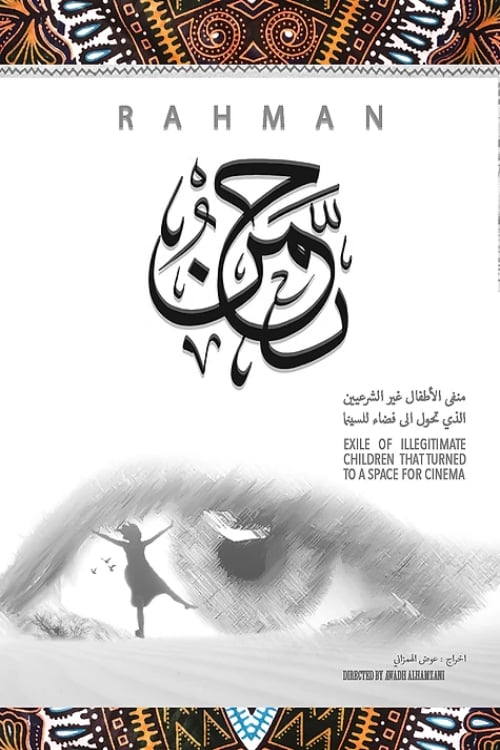 RAHMAN
رحمن
منفى الأطفال غير الشرعيين
الذي تحول الى فضاء للسينما
EXILE OF ILLEGITIMATE
CHILDREN THAT TURNED
TO A SPACE FOR CINEMA
اخراج : عوض الهمزاني
DIRECTED BY AWADH ALHAMZANI